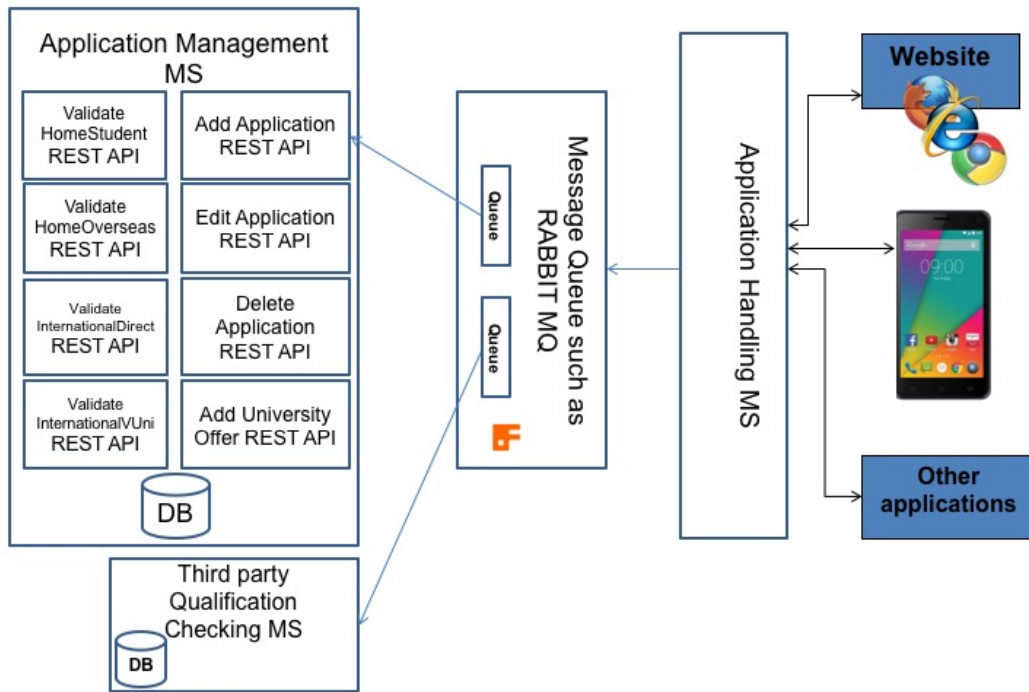 Application Management
MS
Validate
HomeStudent
REST API
Add Application
REST API
Validate
HomeOverseas
REST API
Edit Application
REST API
Validate
InternationalDirect
REST API
Delete
Application
REST API
Validate
InternationalVUni
REST API
Add University
Offer REST API
DB
Third party
Qualification
Checking MS
DB
Queue
Queue
Message Queue such as
RABBIT MQ
Application Handling MS
Website
Google
09:00
Other
applications